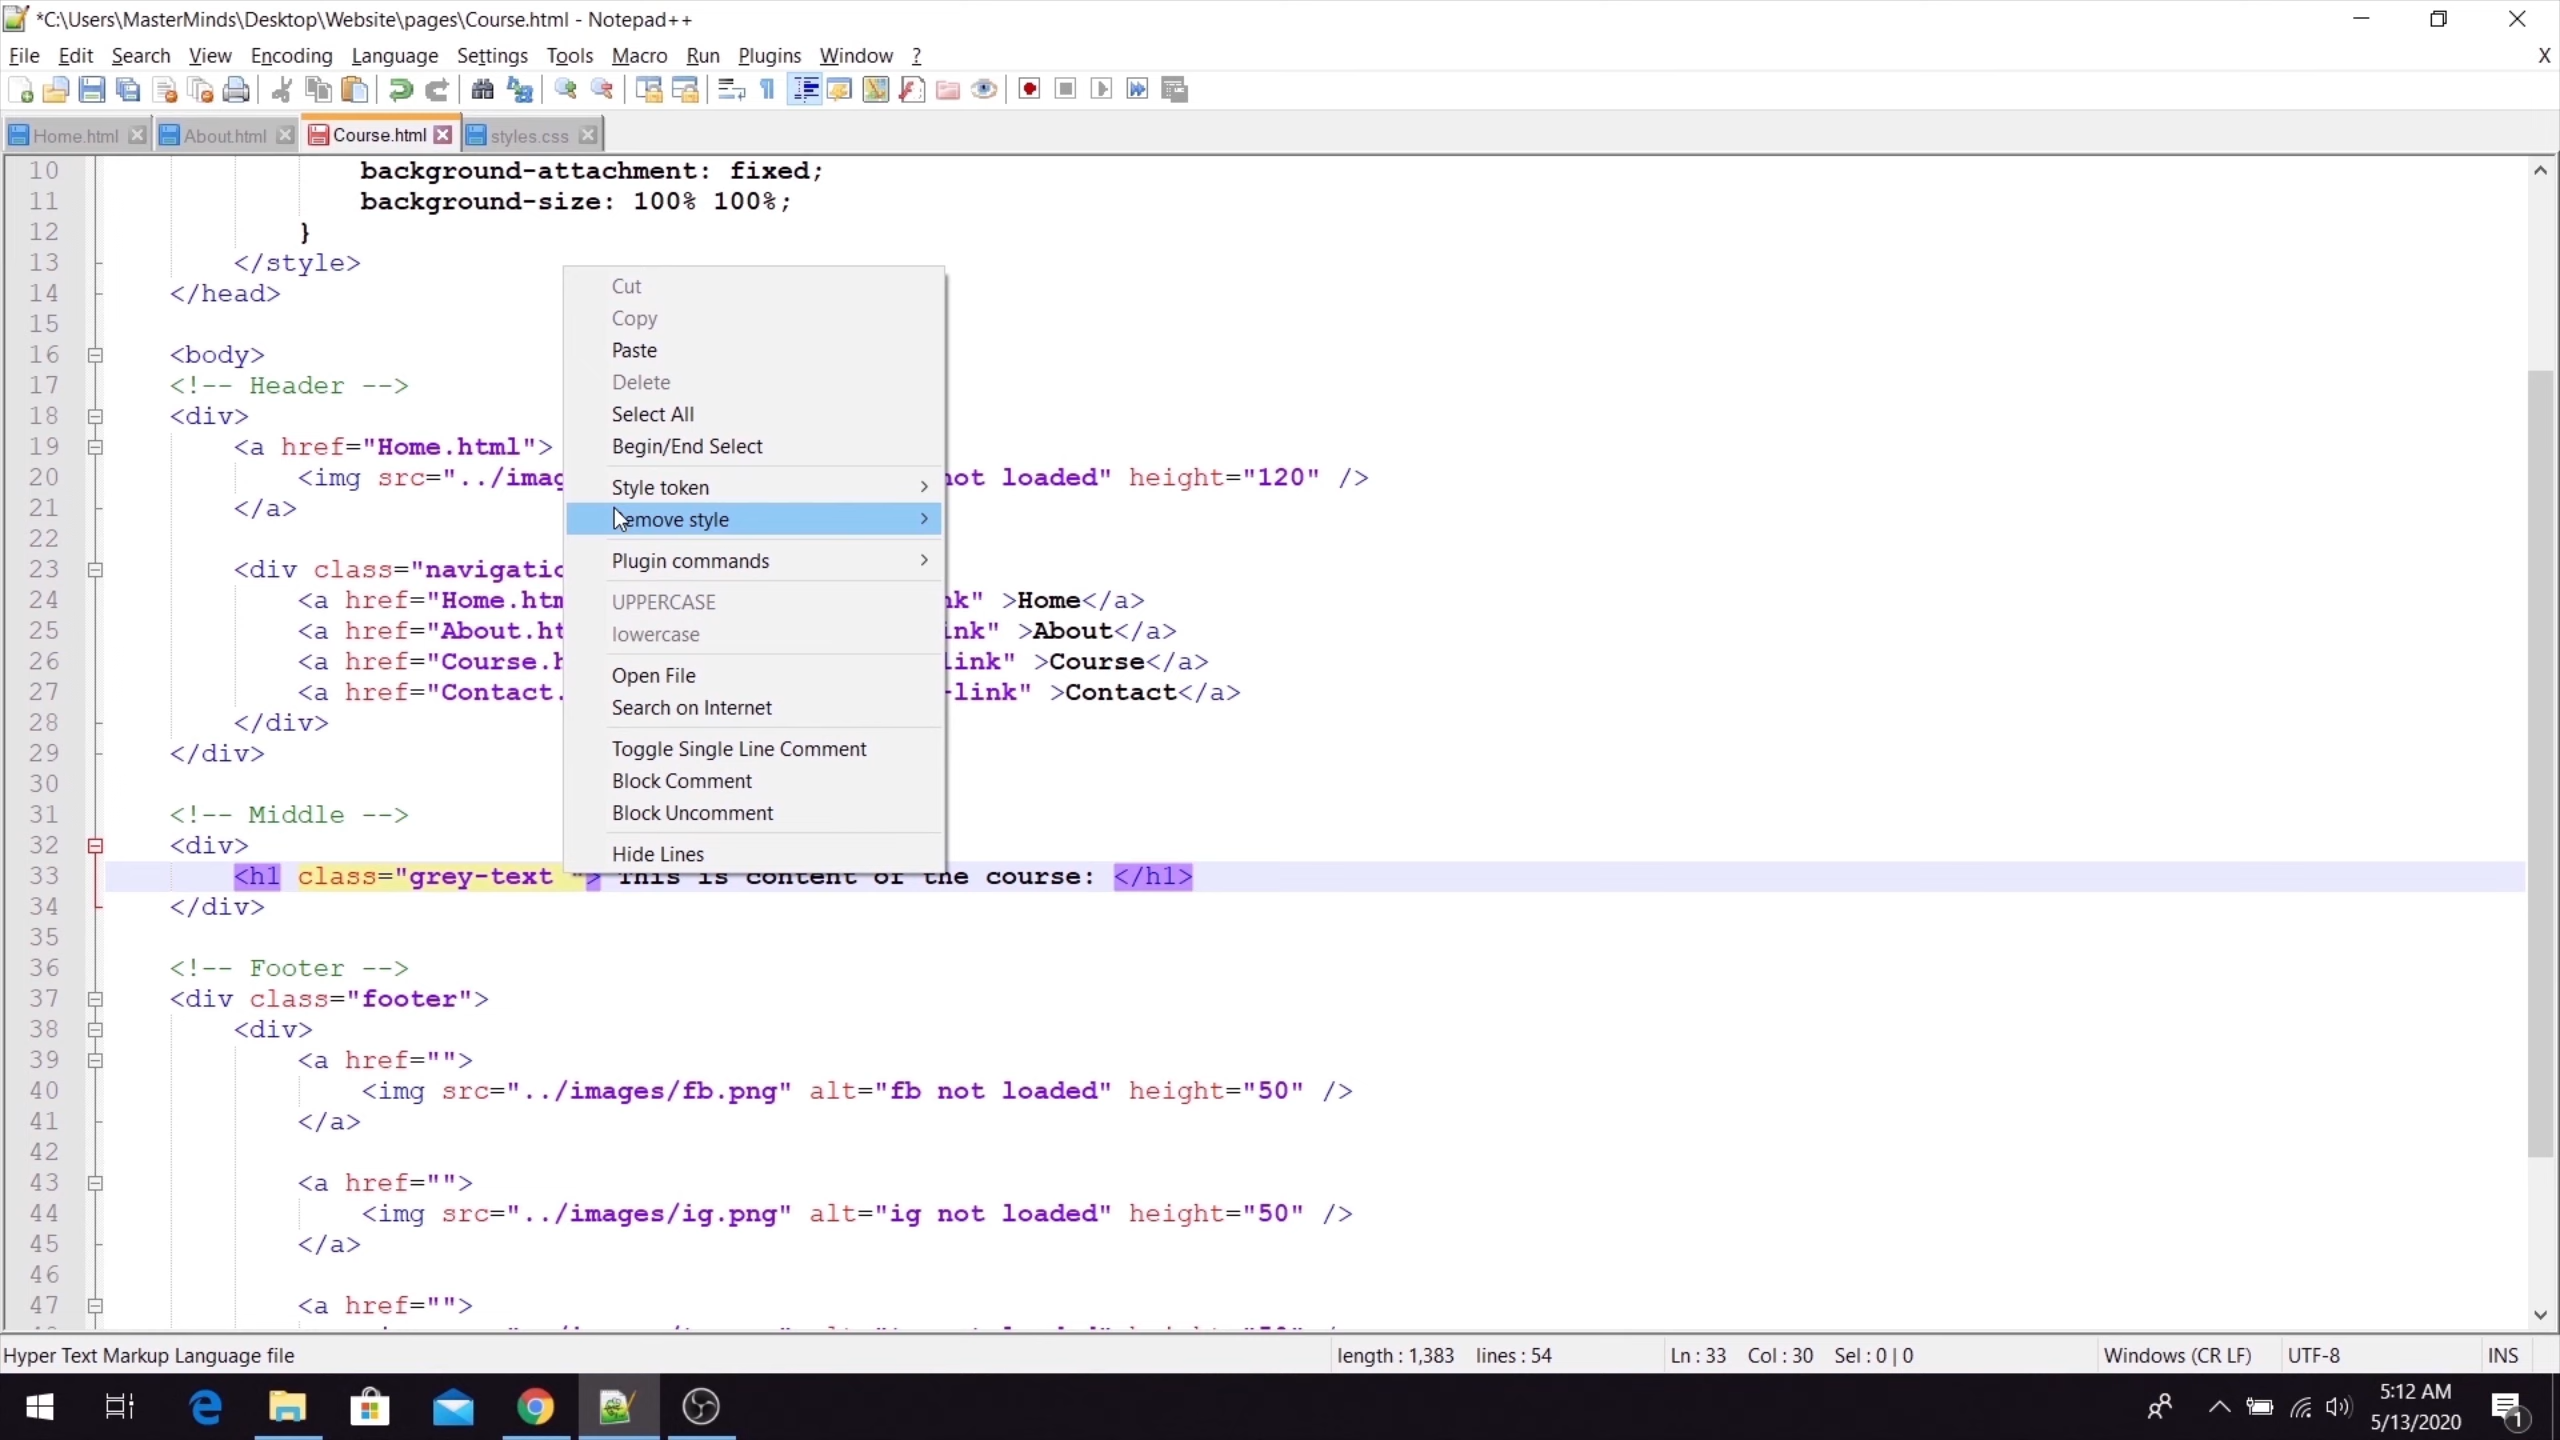 *C:\Users\MasterMinds\Desktop\Website\pages\Course.html - Notepad++
File Edit Search View Encoding Language Settings Tools Macro Run Plugins Window ? X
Home.html About.html Course.html styles.css
10 background-attachment: fixed;
11 background-size: 100% 100%;
12 }
13 </style>
14 </head>
15
16 <body>
17 <!-- Header -->
18 <div>
19 <a href="Home.html">
20 <img src="../imag not loaded" height="120" />
21 </a>
22
23 <div class="navigatio
24 <a href="Home.htm nk" >Home</a>
25 <a href="About.ht ink" >About</a>
26 <a href="Course.h link" >Course</a>
27 <a href="Contact. -link" >Contact</a>
28 </div>
29 </div>
30
31 <!-- Middle -->
32 <div>
33 <h1 class="grey-text "> This is content of the course: </h1>
34 </div>
35
36 <!-- Footer -->
37 <div class="footer">
38 <div>
39 <a href="">
40 <img src="../images/fb.png" alt="fb not loaded" height="50" />
41 </a>
42
43 <a href="">
44 <img src="../images/ig.png" alt="ig not loaded" height="50" />
45 </a>
46
47 <a href="">
Cut
Copy
Paste
Delete
Select All
Begin/End Select
Style token
emove style
Plugin commands
UPPERCASE
lowercase
Open File
Search on Internet
Toggle Single Line Comment
Block Comment
Block Uncomment
Hide Lines
Hyper Text Markup Language file length : 1,383 lines : 54 Ln : 33 Col : 30 Sel : 0 | 0 Windows (CR LF) UTF-8 INS
5:12 AM
5/13/2020
1